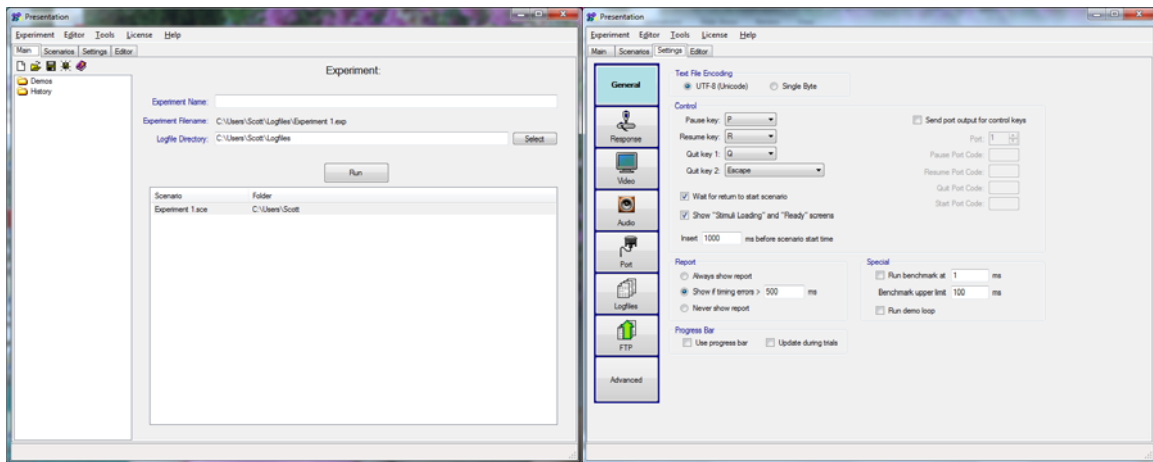 Presentation
Experiment Editor Tools License Help
Main Scenarios Settings Editor
Demos
History
Experiment:
Experiment Name:
Experiment Filename: C:\Users\Scott\Logfiles\Experiment 1.exp
Logfile Directory: C:\Users\Scott\Logfiles Select
Run
Scenario Folder
Experiment 1.sce C:\Users\Scott
Presentation
Experiment Editor Tools License Help
Main Scenarios Settings Editor
General
Response
Video
Audio
Port
Logfiles
FTP
Advanced
Text File Encoding
UTF-8 (Unicode) Single Byte
Control
Pause key: P
Resume key: R
Quit key 1: Q
Quit key 2: Escape
Wait for return to start scenario
Show "Stimuli Loading" and "Ready" screens
Insert 1000 ms before scenario start time
Send port output for control keys
Port: 1
Pause Port Code:
Resume Port Code:
Quit Port Code:
Start Port Code:
Report
Always show report
Show if timing errors > 500 ms
Never show report
Special
Run benchmark at 1 ms
Benchmark upper limit 100 ms
Run demo loop
Progress Bar
Use progress bar Update during trials